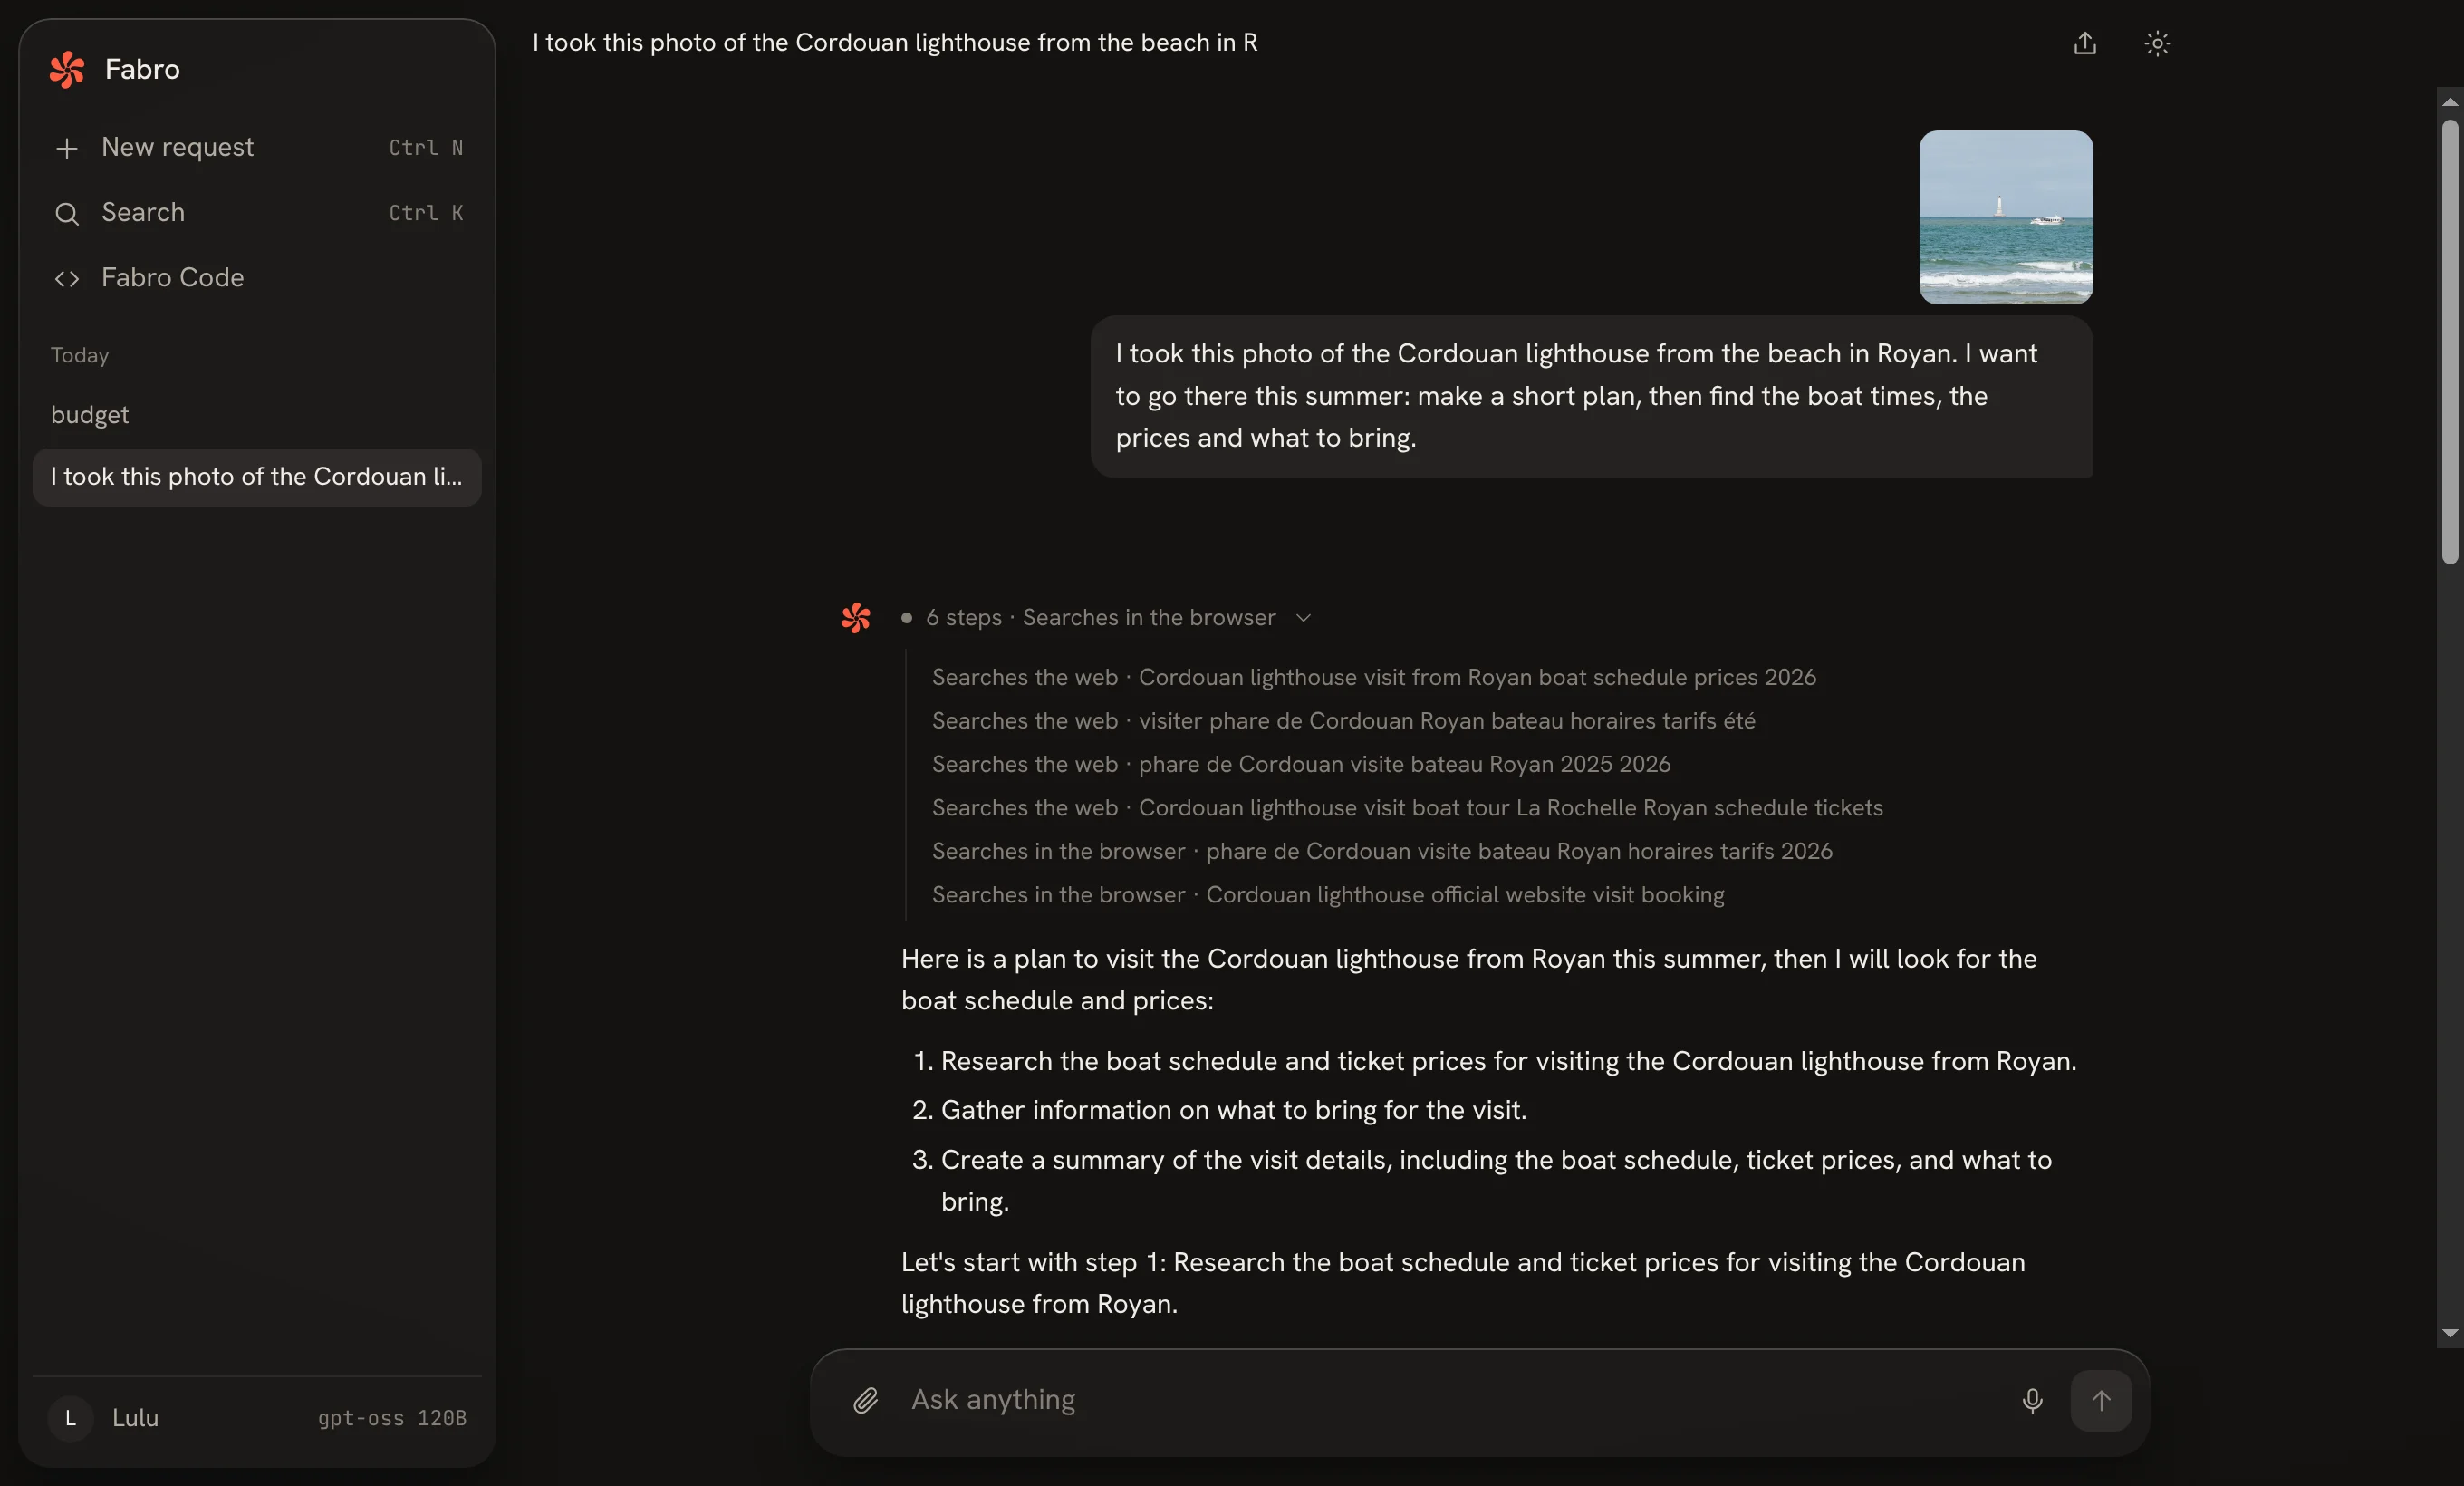 Fabro
New request Ctrl N
Search Ctrl K
Fabro Code
Today
budget
I took this photo of the Cordouan li...
L Lulu gpt-oss 120B
I took this photo of the Cordouan lighthouse from the beach in R
I took this photo of the Cordouan lighthouse from the beach in Royan. I want
to go there this summer: make a short plan, then find the boat times, the
prices and what to bring.
6 steps · Searches in the browser
Searches the web · Cordouan lighthouse visit from Royan boat schedule prices 2026
Searches the web · visiter phare de Cordouan Royan bateau horaires tarifs été
Searches the web · phare de Cordouan visite bateau Royan 2025 2026
Searches the web · Cordouan lighthouse visit boat tour La Rochelle Royan schedule tickets
Searches in the browser · phare de Cordouan visite bateau Royan horaires tarifs 2026
Searches in the browser · Cordouan lighthouse official website visit booking
Here is a plan to visit the Cordouan lighthouse from Royan this summer, then I will look for the
boat schedule and prices:
1. Research the boat schedule and ticket prices for visiting the Cordouan lighthouse from Royan.
2. Gather information on what to bring for the visit.
3. Create a summary of the visit details, including the boat schedule, ticket prices, and what to
bring.
Let's start with step 1: Research the boat schedule and ticket prices for visiting the Cordouan
lighthouse from Royan.
Ask anything